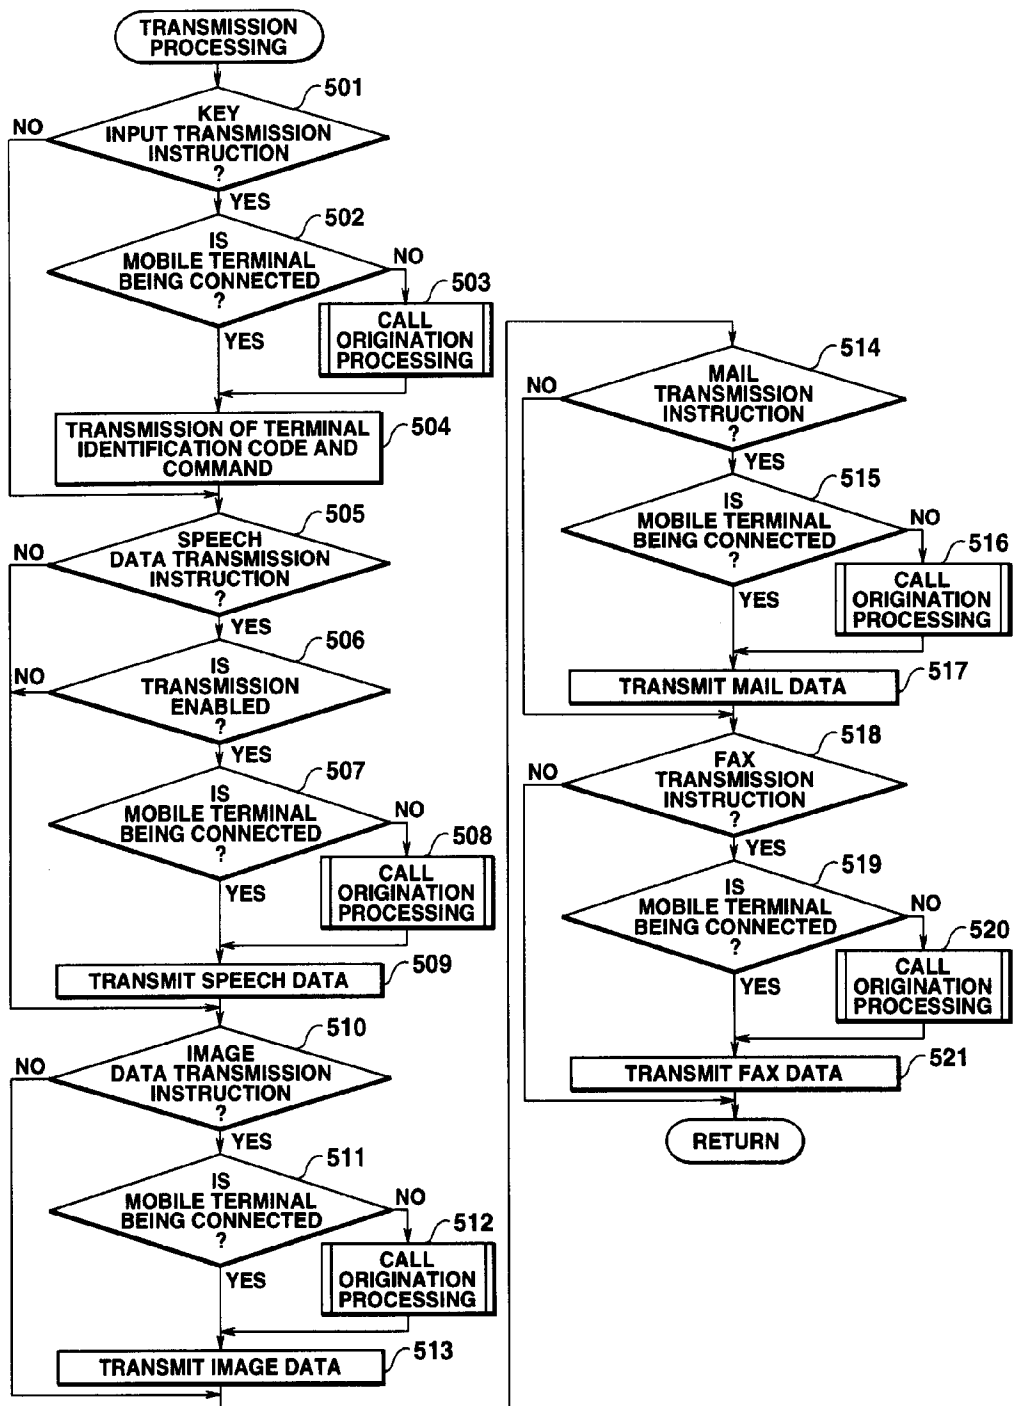 TRANSMISSION
PROCESSING
501
KEY
INPUT TRANSMISSION
INSTRUCTION
?
NO
YES
502
IS
MOBILE TERMINAL
BEING CONNECTED
?
NO
YES
503
CALL
ORIGINATION
PROCESSING
TRANSMISSION OF TERMINAL
IDENTIFICATION CODE AND
COMMAND
504
505
SPEECH
DATA TRANSMISSION
INSTRUCTION
?
NO
YES
506
IS
TRANSMISSION
ENABLED
?
NO
YES
507
IS
MOBILE TERMINAL
BEING CONNECTED
?
NO
YES
508
CALL
ORIGINATION
PROCESSING
TRANSMIT SPEECH DATA
509
510
IMAGE
DATA TRANSMISSION
INSTRUCTION
?
NO
YES
511
IS
MOBILE TERMINAL
BEING CONNECTED
?
NO
YES
512
CALL
ORIGINATION
PROCESSING
TRANSMIT IMAGE DATA
513
514
MAIL
TRANSMISSION
INSTRUCTION
?
NO
YES
515
IS
MOBILE TERMINAL
BEING CONNECTED
?
NO
YES
516
CALL
ORIGINATION
PROCESSING
TRANSMIT MAIL DATA
517
518
FAX
TRANSMISSION
INSTRUCTION
?
NO
YES
519
IS
MOBILE TERMINAL
BEING CONNECTED
?
NO
YES
520
CALL
ORIGINATION
PROCESSING
TRANSMIT FAX DATA
521
RETURN